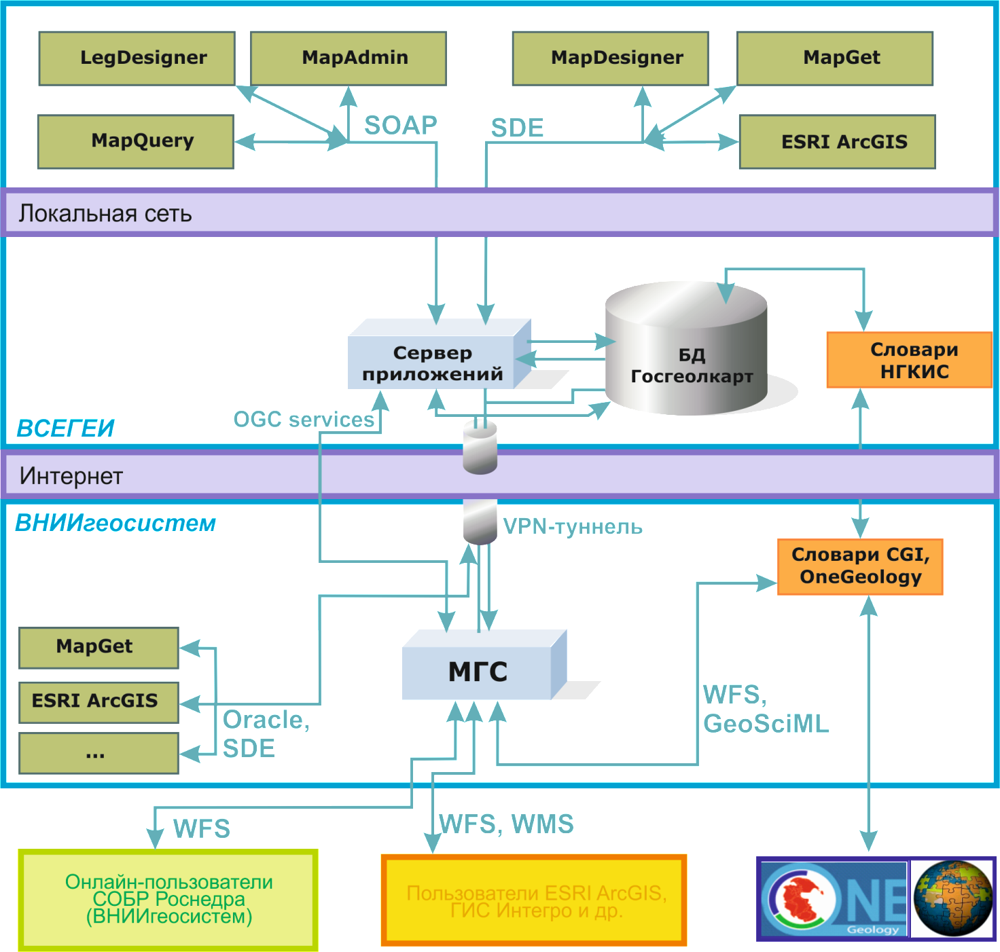 LegDesigner
MapAdmin
MapDesigner
MapGet
MapQuery
SOAP
SDE
ESRI ArcGIS
Локальная сеть
Сервер
приложений
БД
Госгеолкарт
Словари
НГКИС
OGC services
ВСЕГЕИ
Интернет
ВНИИгеосистем
VPN-туннель
Словари CGI,
OneGeology
MapGet
ESRI ArcGIS
...
Oracle,
SDE
МГС
WFS,
GeoSciML
WFS
WFS, WMS
Онлайн-пользователи
СОБР Роснедра
(ВНИИгеосистем)
Пользователи ESRI ArcGIS,
ГИС Интегро и др.
ONE
Geology